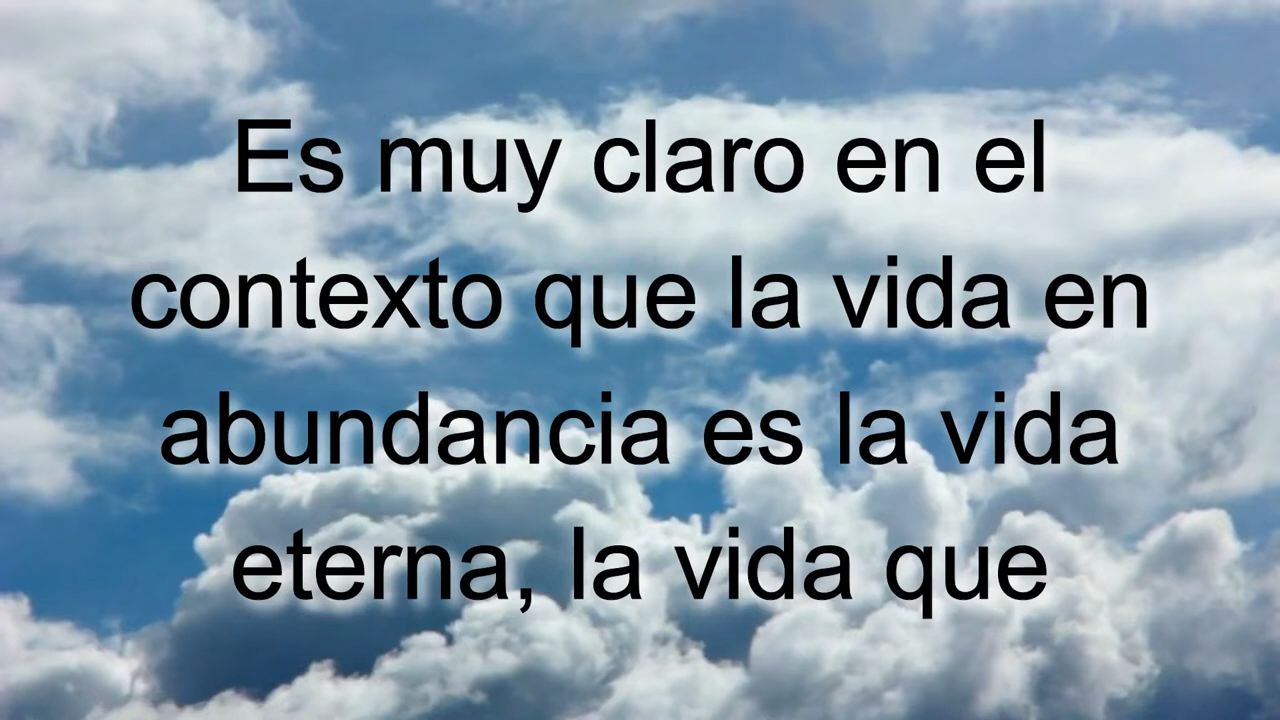 Es muy claro en el
contexto que la vida en
abundancia es la vida
eterna, la vida que